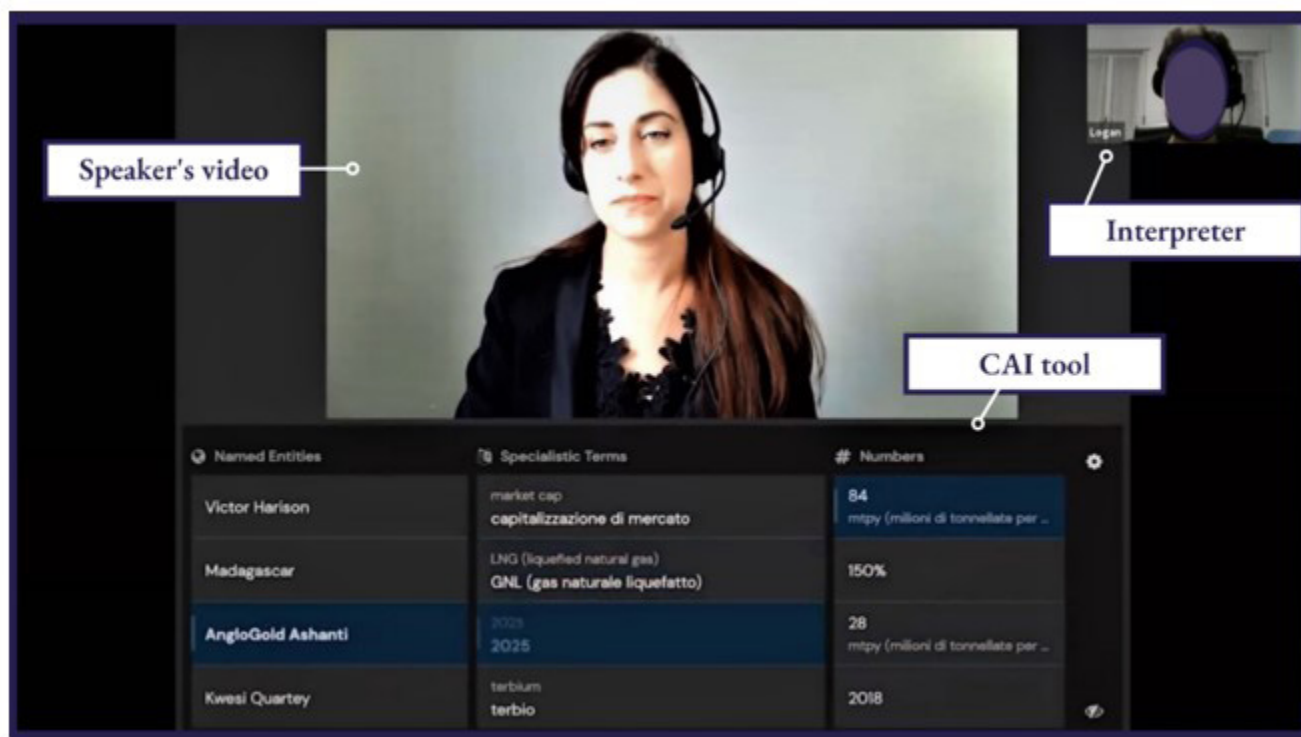 Speaker's video
Logan
Interpreter
CAI tool
Named Entities
Specialistic Terms
# Numbers
Victor Harison
market cap
capitalizzazione di mercato
84
mtpy (milioni di tonnellate per ...
Madagascar
LNG (liquefied natural gas)
GNL (gas naturale liquefatto)
150%
AngloGold Ashanti
2025
2025
28
mtpy (milioni di tonnellate per ...
Kwesi Quartey
terbium
terbio
2018